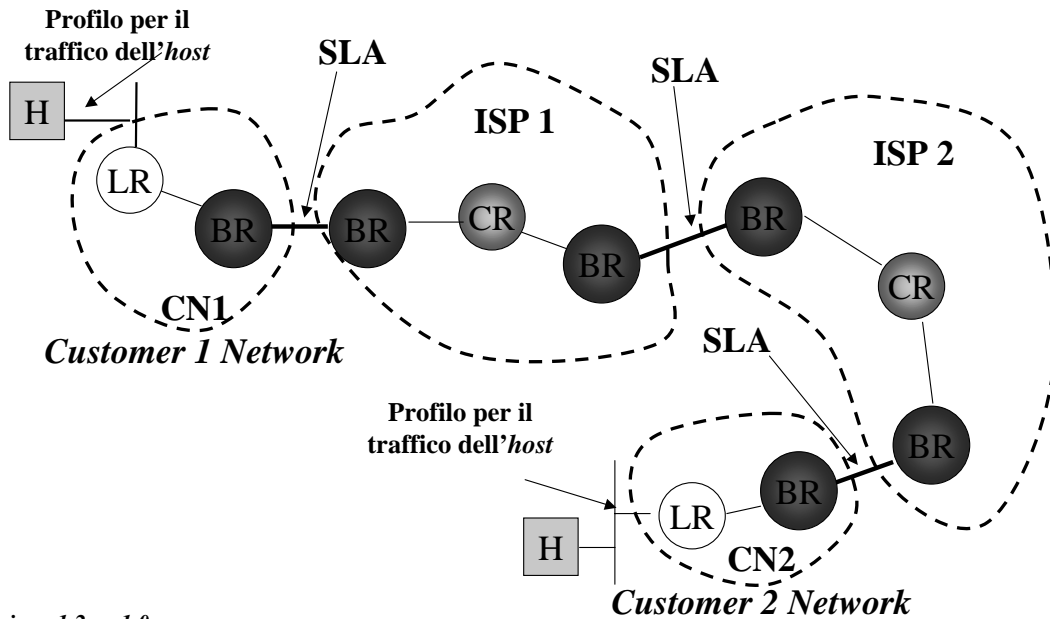 Profilo per il
traffico dell'host
SLA
SLA
H
ISP 1
ISP 2
LR
BR
BR
CR
BR
BR
CR
CN1
Customer 1 Network
SLA
Profilo per il
traffico dell'host
BR
BR
LR
H
CN2
Customer 2 Network